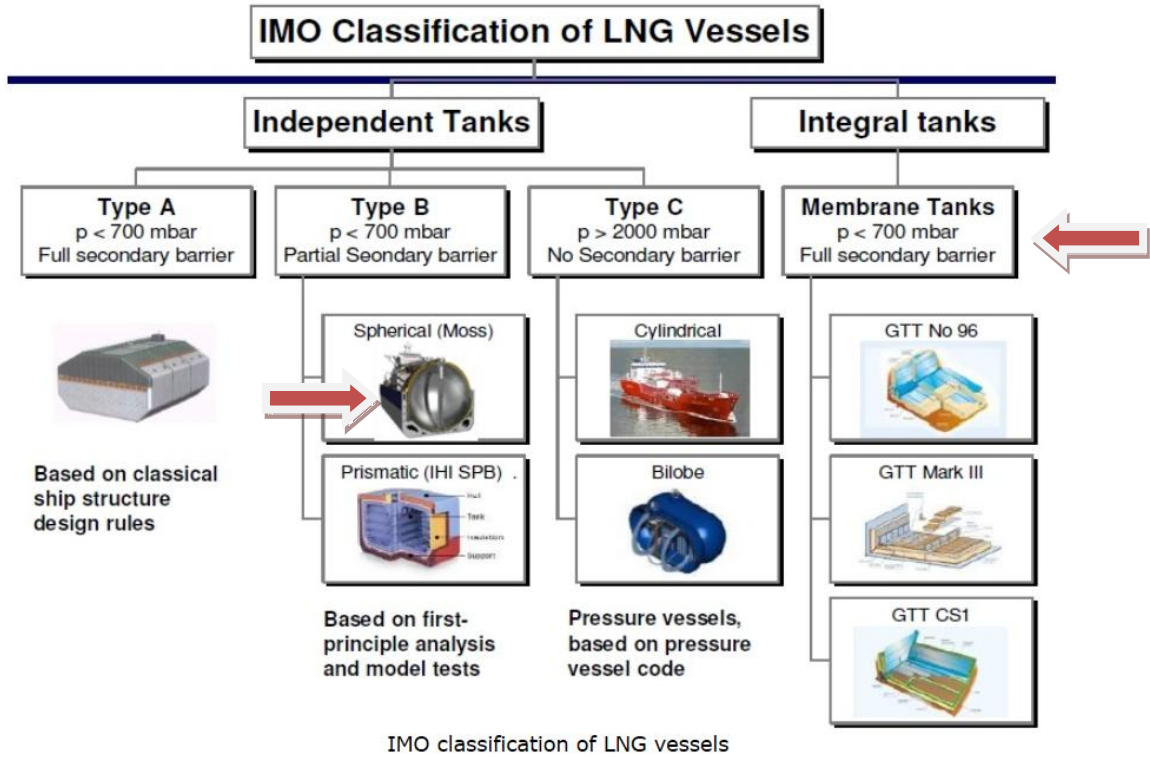 IMO Classification of LNG Vessels
Independent Tanks
Integral tanks
Type A
p < 700 mbar
Full secondary barrier
Type B
p < 700 mbar
Partial Seondary barrier
Type C
p > 2000 mbar
No Secondary barrier
Membrane Tanks
p < 700 mbar
Full secondary barrier
Based on classical
ship structure
design rules
Spherical (Moss)
Prismatic (IHI SPB) .
Hull
Tank
Insulation
Support
Based on first-
principle analysis
and model tests
Cylindrical
Bilobe
Pressure vessels,
based on pressure
vessel code
GTT No 96
GTT Mark III
GTT CS1
IMO classification of LNG vessels